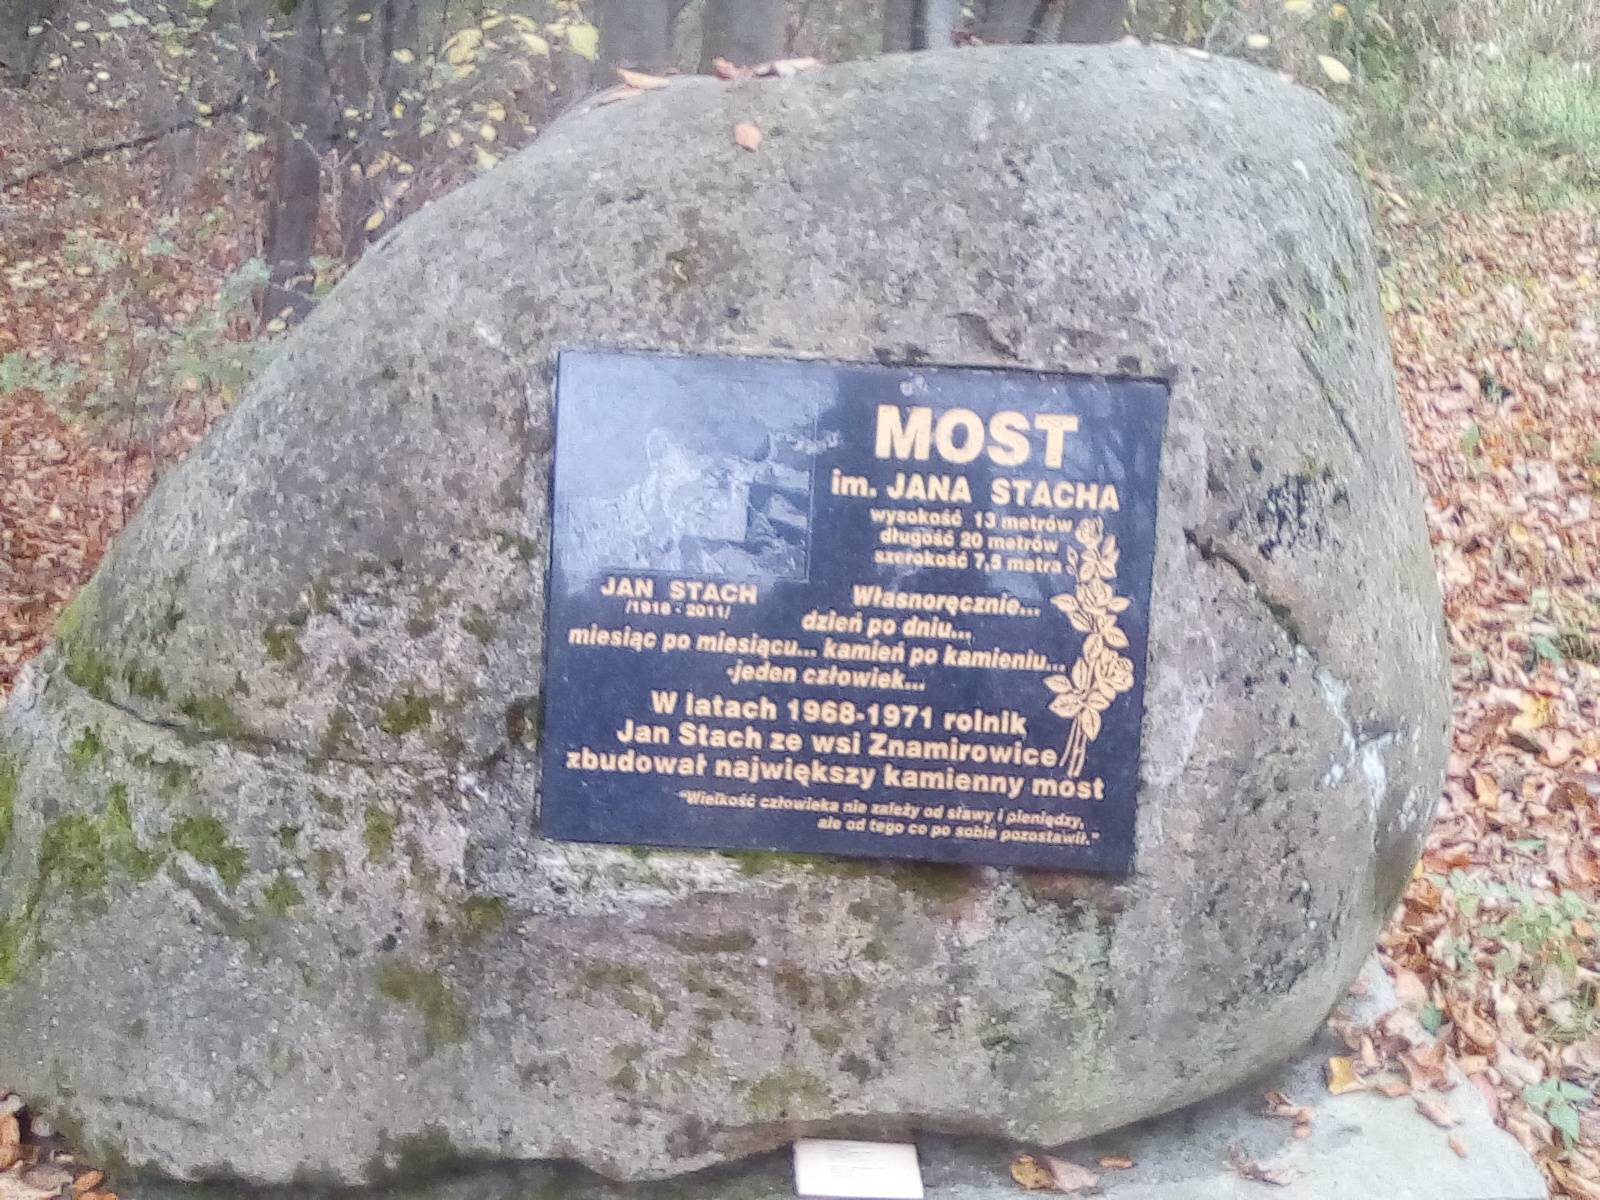 MOST
im. JANA STACHA
wysokość 13 metrów
długość 20 metrów
szerokość 7,5 metra
JAN STACH
/1918 - 2011/
Własnoręcznie...
dzień po dniu...
miesiąc po miesiącu... kamień po kamieniu...
-jeden człowiek...
W latach 1968-1971 rolnik
Jan Stach ze wsi Znamirowice
zbudował największy kamienny most
"Wielkość człowieka nie zależy od sławy i pieniędzy,
ale od tego co po sobie pozostawił."